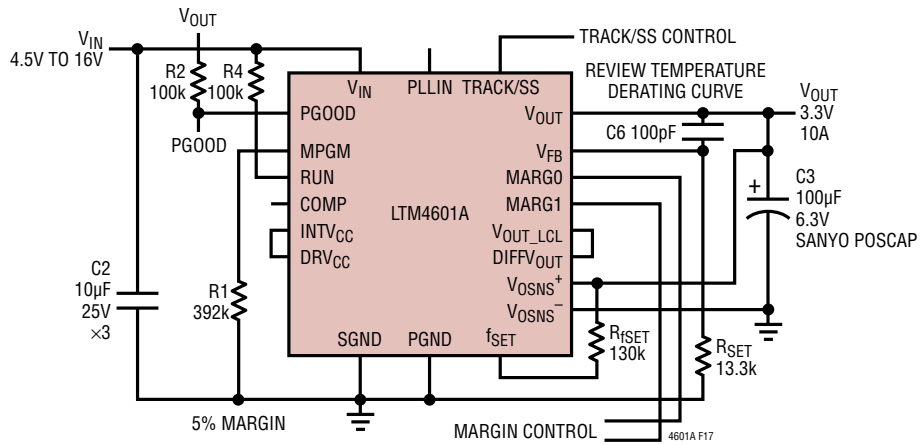 VOUT
VIN
4.5V TO 16V
R2
100k
R4
100k
TRACK/SS CONTROL
REVIEW TEMPERATURE
DERATING CURVE
VIN
PLLIN
TRACK/SS
PGOOD
PGOOD
MPGM
RUN
COMP
INTVCC
DRVCC
LTM4601A
VOUT
VFB
MARG0
MARG1
VOUT_LCL
DIFFVOUT
VOSNS+
VOSNS–
SGND
PGND
fSET
C6 100pF
VOUT
3.3V
10A
+
C3
100µF
6.3V
SANYO POSCAP
C2
10µF
25V
×3
R1
392k
RfSET
130k
RSET
13.3k
5% MARGIN
MARGIN CONTROL
4601A F17